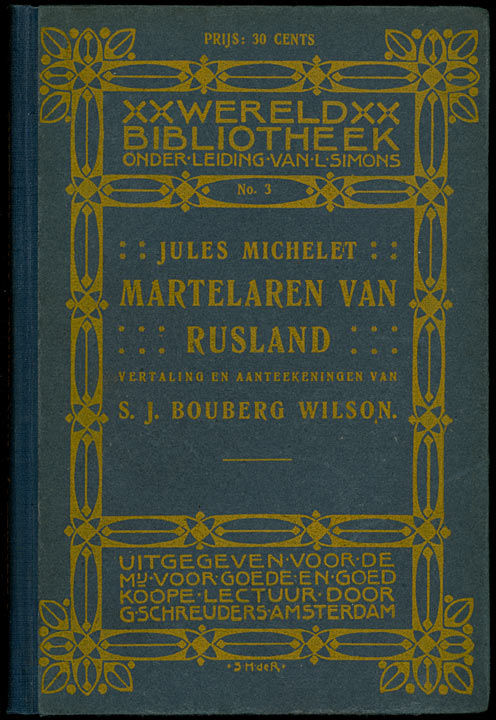 PRIJS: 30 CENTS
XXWERELDXX
BIBLIOTHEEK
ONDER·LEIDING·VAN·L·SIMONS
No. 3
JULES MICHELET
MARTELAREN VAN
RUSLAND
VERTALING EN AANTEEKENINGEN VAN
S. J. BOUBERG WILSON.
UITGEGEVEN·VOOR·DE
MIJ·VOOR·GOEDE·EN·GOED
KOOPE·LECTUUR·DOOR
G·SCHREUDERS·AMSTERDAM
·S·H·de·R·